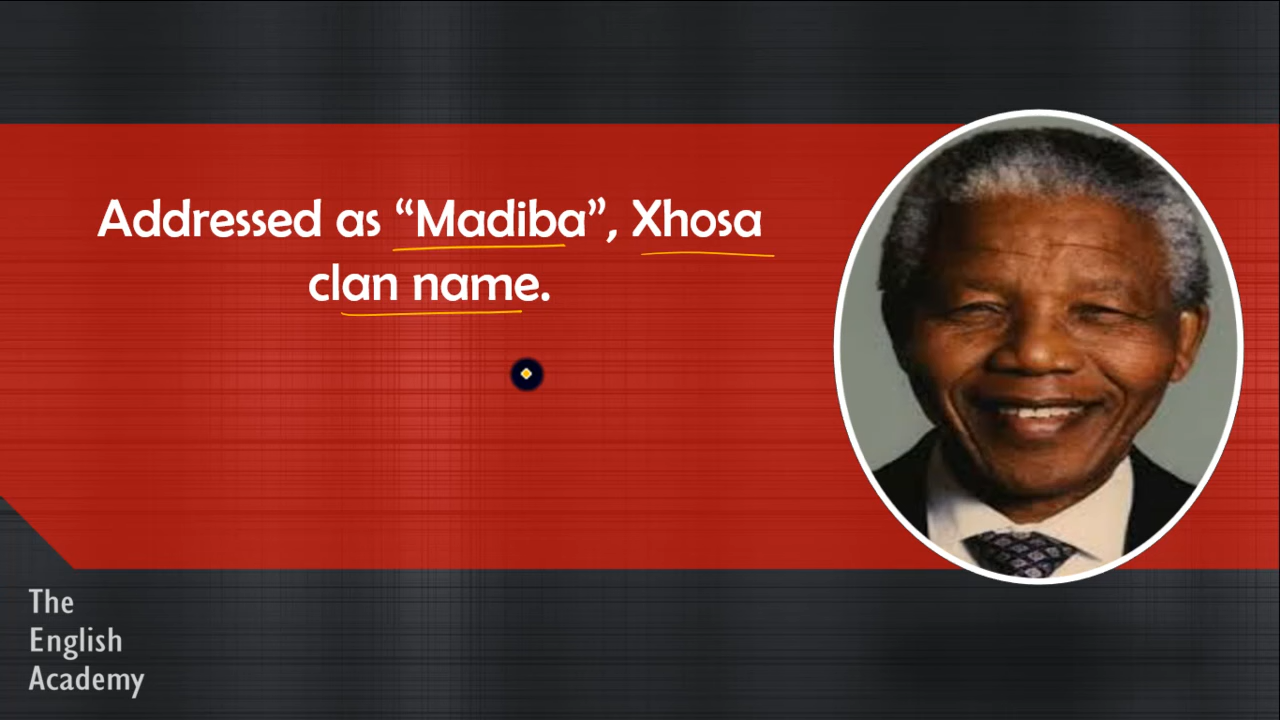 Addressed as “Madiba”, Xhosa
clan name.
The
English
Academy